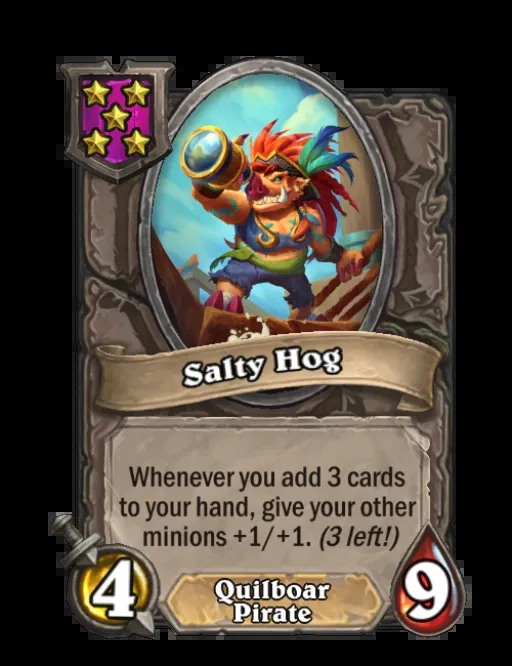 Salty Hog
Whenever you add 3 cards
to your hand, give your other
minions +1/+1. (3 left!)
4
Quilboar
Pirate
9